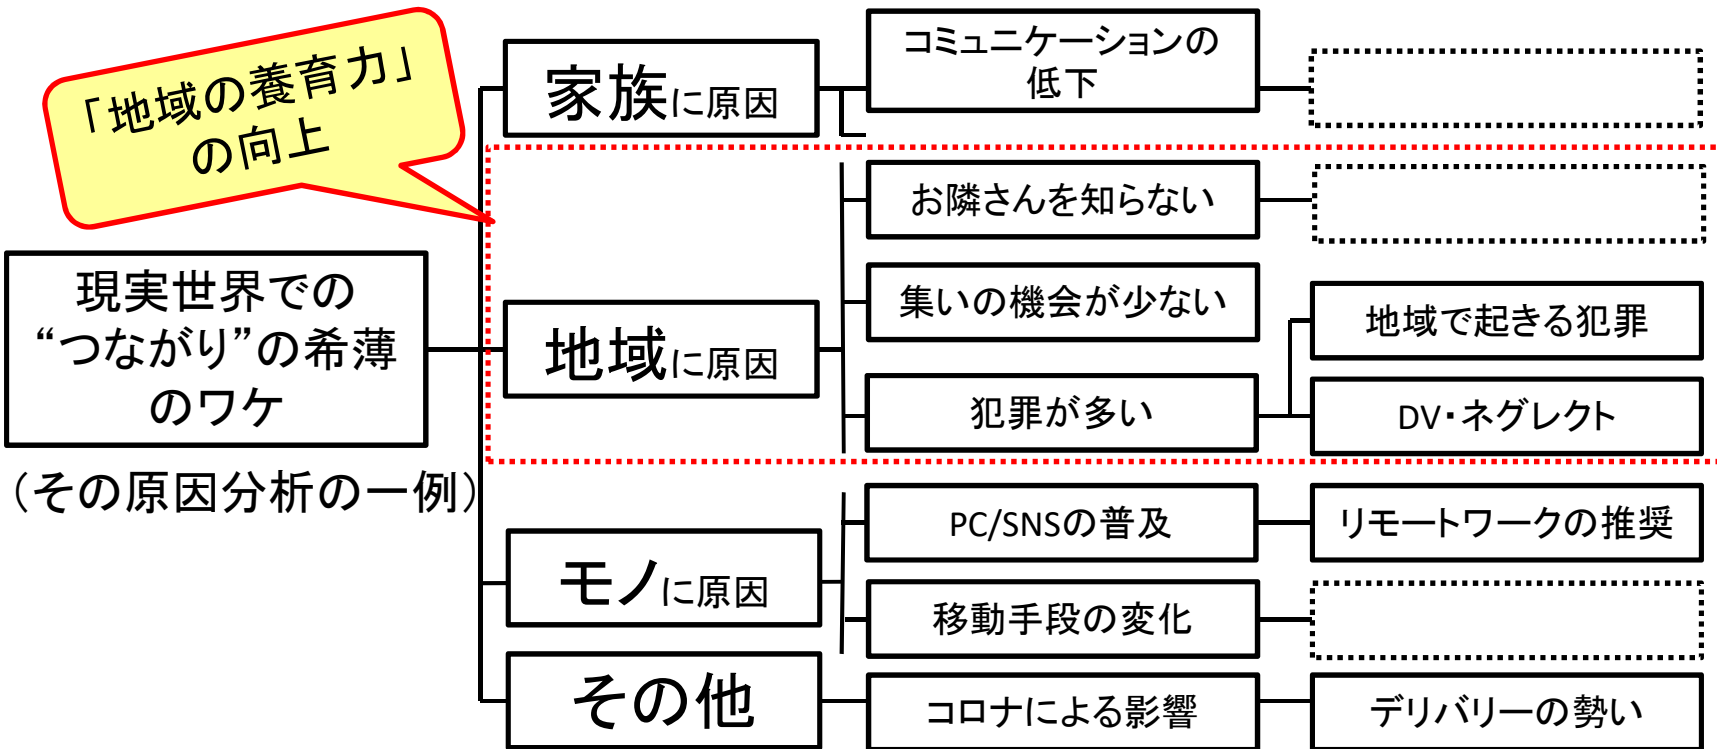 「地域の養育力」
の向上
家族に原因
コミュニケーションの
低下
お隣さんを知らない
現実世界での
“つながり”の希薄
のワケ
(その原因分析の一例)
地域に原因
集いの機会が少ない
地域で起きる犯罪
犯罪が多い
DV・ネグレクト
モノに原因
PC/SNSの普及
リモートワークの推奨
移動手段の変化
その他
コロナによる影響
デリバリーの勢い